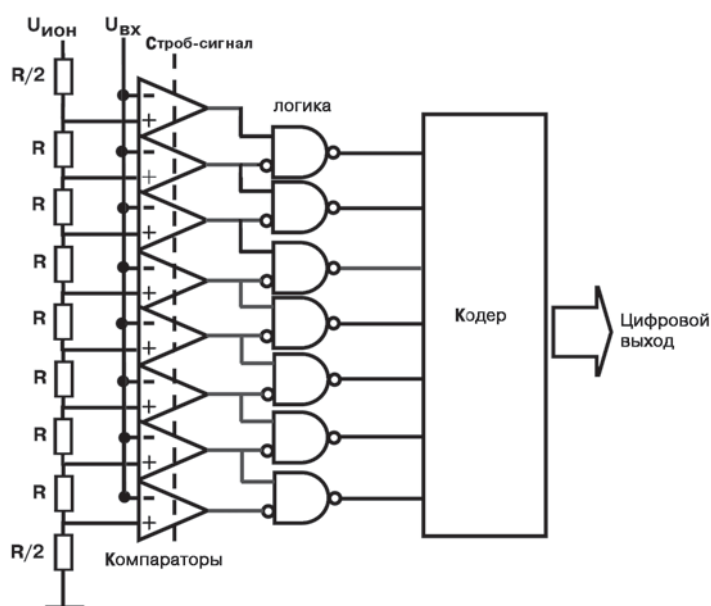 Uион
Uвх
Строб-сигнал
R/2
логика
R
R
R
R
R
R
R
R/2
Кодер
Цифровой
выход
Компараторы
- +
- +
- +
- +
- +
- +
- +
- +